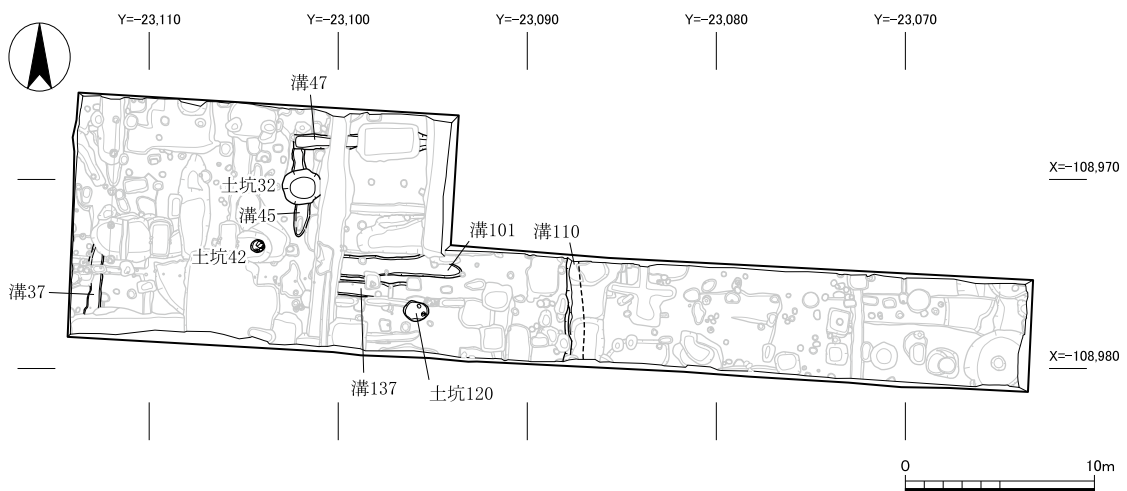 Y=-23,110
Y=-23,100
Y=-23,090
Y=-23,080
Y=-23,070
溝47
X=-108,970
土坑32
溝45
溝101
溝110
土坑42
溝37
X=-108,980
溝137
土坑120
0
10m